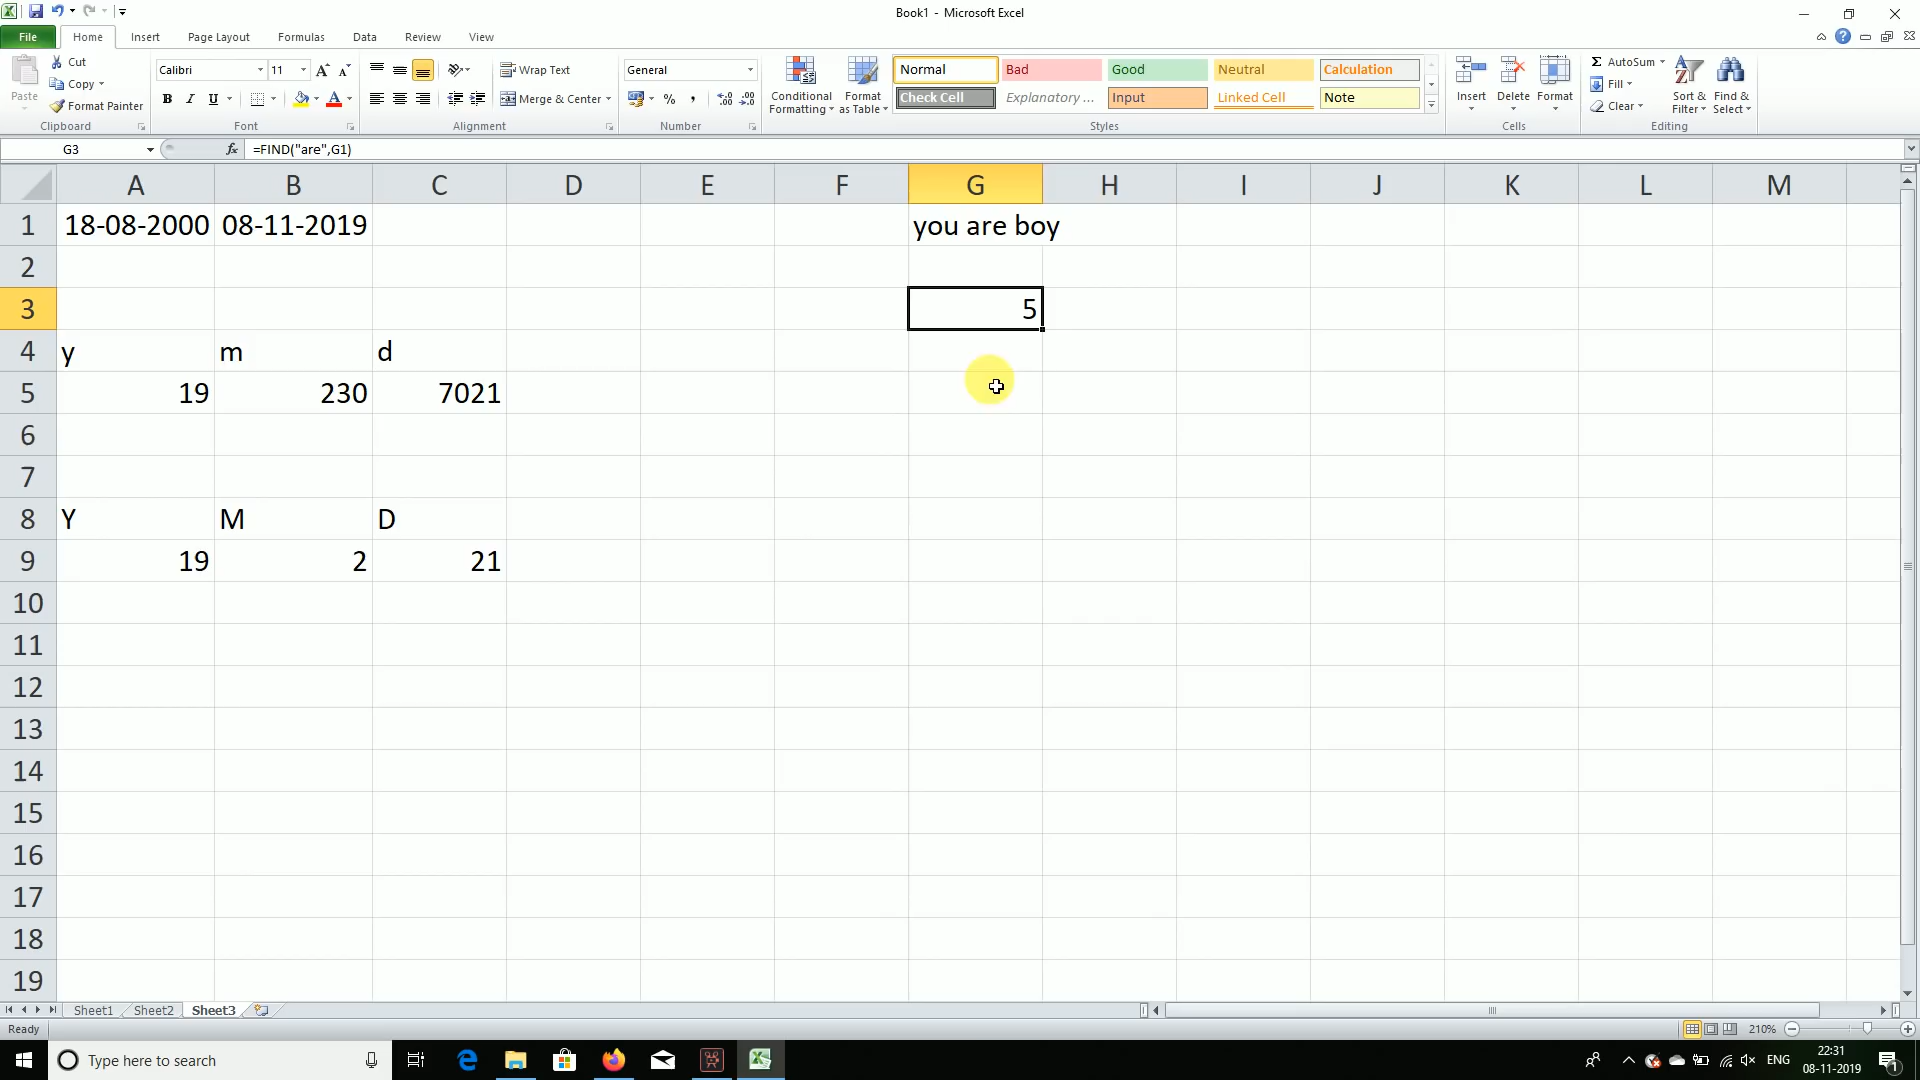 Book1 - Microsoft Excel
File Home Insert Page Layout Formulas Data Review View
Paste
Cut
Copy
Format Painter
Clipboard
Calibri 11
B I U
Font
Wrap Text
Merge & Center
Alignment
General
%
Number
Conditional Formatting
Format as Table
Normal Bad Good Neutral Calculation
Check Cell Explanatory ... Input Linked Cell Note
Styles
Insert Delete Format
Cells
AutoSum
Fill
Clear
Sort & Filter
Find & Select
Editing
G3 fx =FIND("are",G1)
A B C D E F G H I J K L M
1 18-08-2000 08-11-2019 you are boy
2
3 5
4 y m d
5 19 230 7021
6
7
8 Y M D
9 19 2 21
10
11
12
13
14
15
16
17
18
19
Sheet1 Sheet2 Sheet3
Ready 210%
Type here to search
ENG
22:31
08-11-2019
1